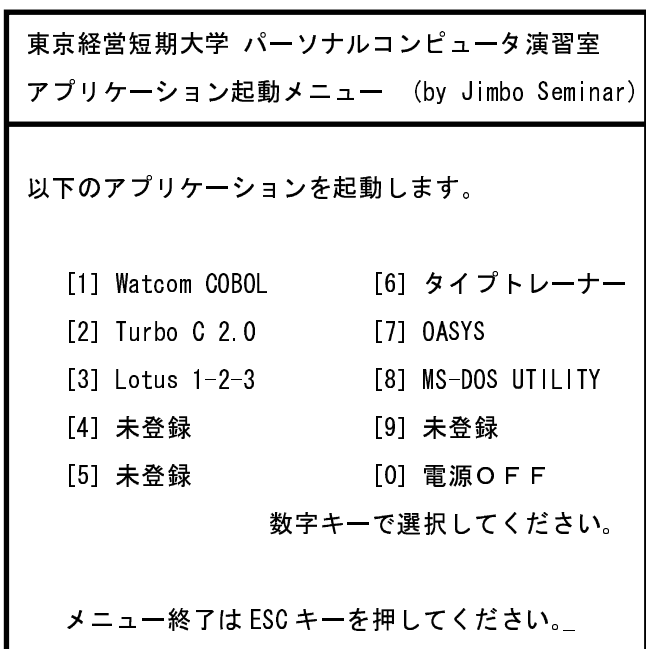 東京経営短期大学 パーソナルコンピュータ演習室
アプリケーション起動メニュー (by Jimbo Seminar)
以下のアプリケーションを起動します。
[1] Watcom COBOL [6] タイプトレーナー
[2] Turbo C 2.0 [7] OASYS
[3] Lotus 1-2-3 [8] MS-DOS UTILITY
[4] 未登録 [9] 未登録
[5] 未登録 [0] 電源ＯＦＦ
数字キーで選択してください。
メニュー終了は ESC キーを押してください。_